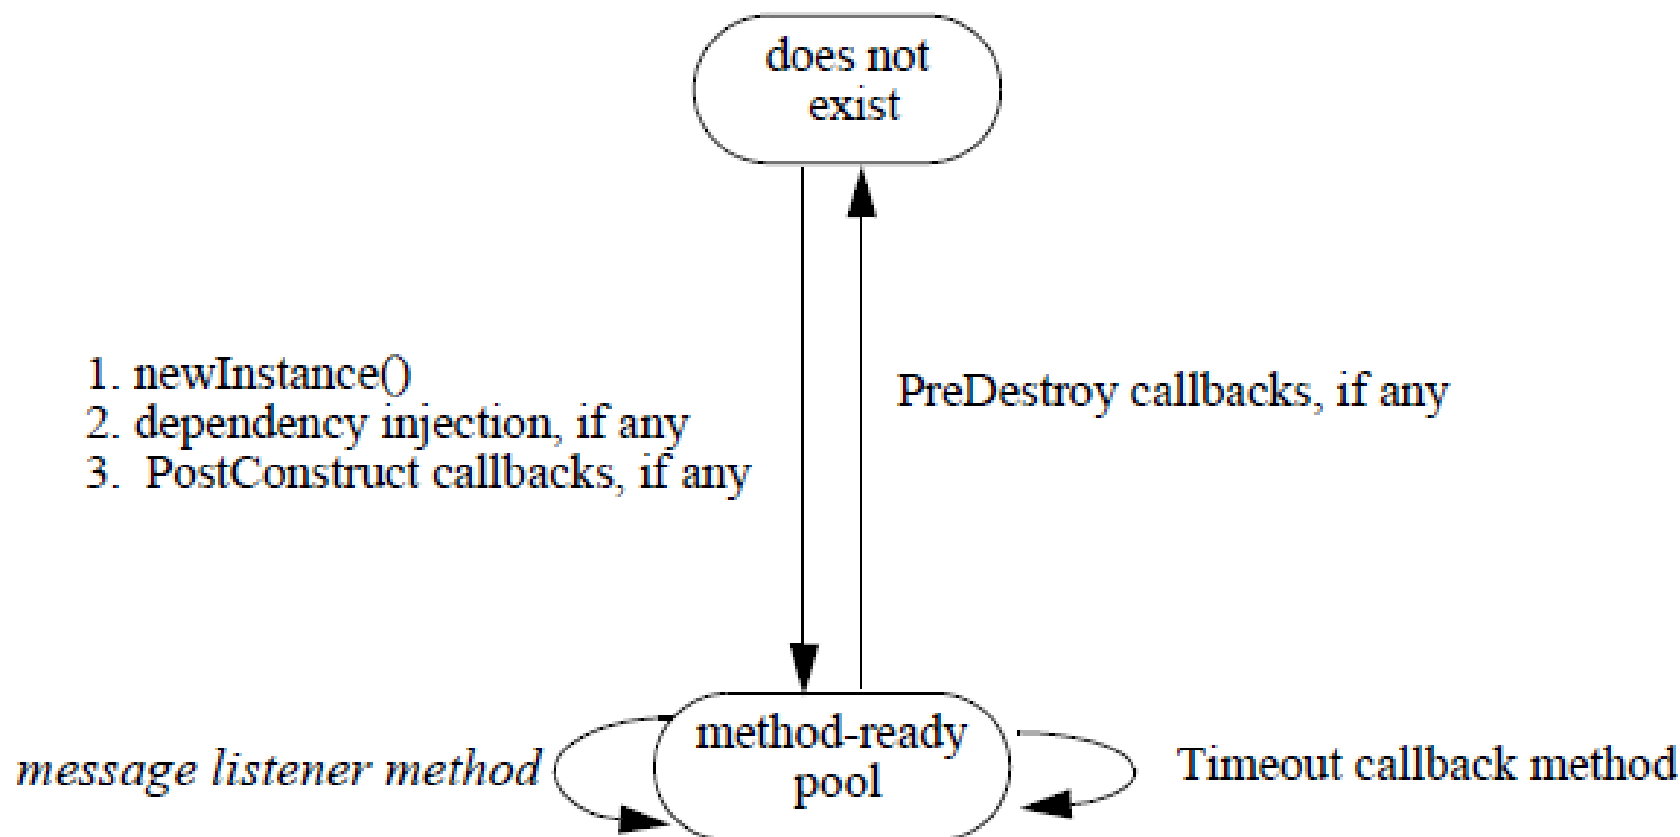 does not
exist
1. newInstance()
2. dependency injection, if any
3. PostConstruct callbacks, if any
PreDestroy callbacks, if any
method-ready
pool
message listener method
Timeout callback method